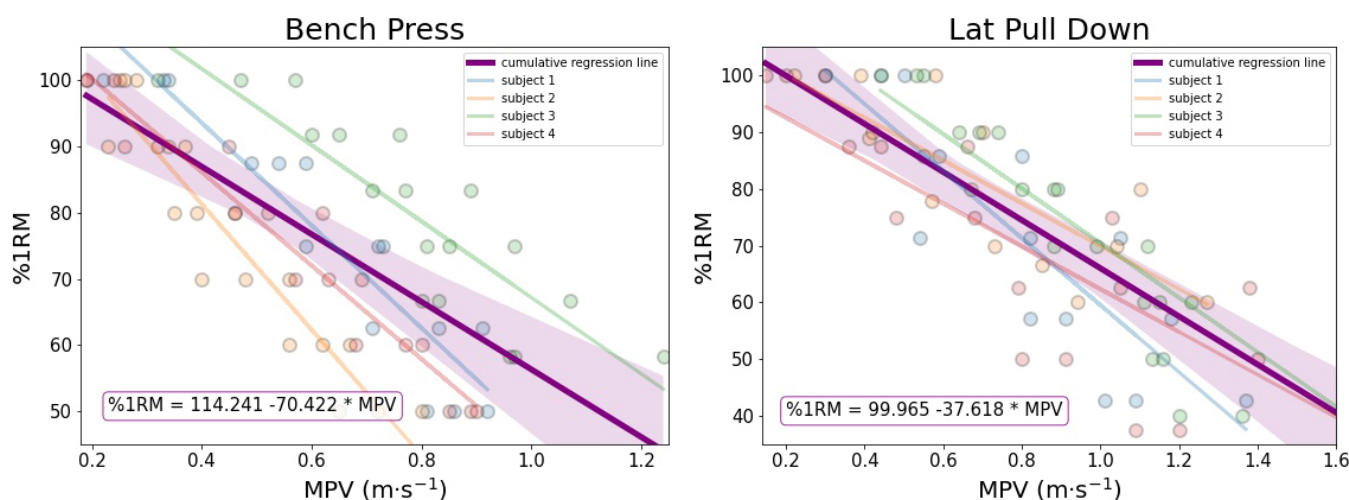 Bench Press
%1RM
100
90
80
70
60
50
0.2 0.4 0.6 0.8 1.0 1.2
MPV (m·s⁻¹)
cumulative regression line
subject 1
subject 2
subject 3
subject 4
%1RM = 114.241 -70.422 * MPV
Lat Pull Down
%1RM
100
90
80
70
60
50
40
0.2 0.4 0.6 0.8 1.0 1.2 1.4 1.6
MPV (m·s⁻¹)
cumulative regression line
subject 1
subject 2
subject 3
subject 4
%1RM = 99.965 -37.618 * MPV